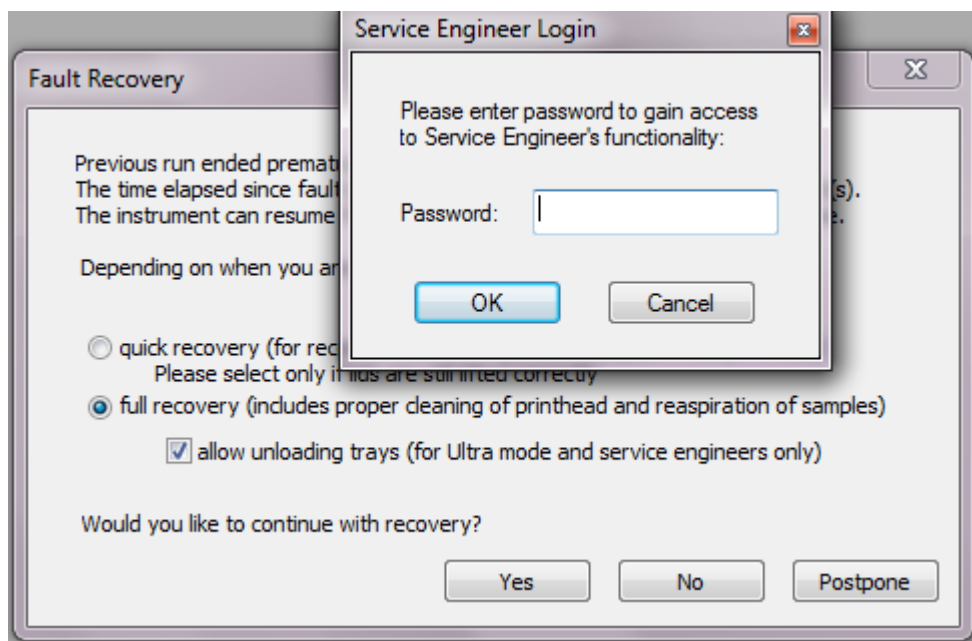 Service Engineer Login
Fault Recovery
Please enter password to gain access
to Service Engineer's functionality:
Password:
OK
Cancel
Previous run ended
The time elapsed since fault
(s).
The instrument can resume
Depending on when you
quick recovery (for
Please select only if lids are still lifted correctly
full recovery (includes proper cleaning of printhead and reaspiration of samples)
allow unloading trays (for Ultra mode and service engineers only)
Would you like to continue with recovery?
Yes
No
Postpone